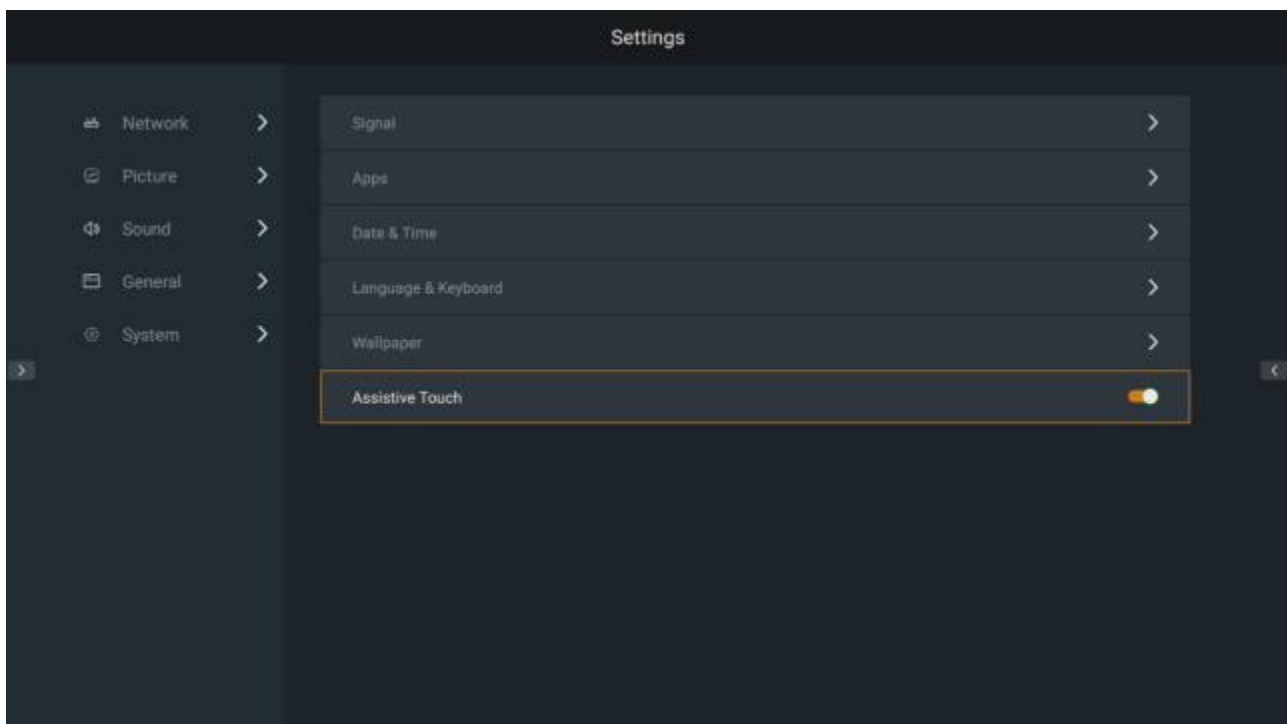 Settings
Network
Picture
Sound
General
System
Signal
Apps
Date & Time
Language & Keyboard
Wallpaper
Assistive Touch